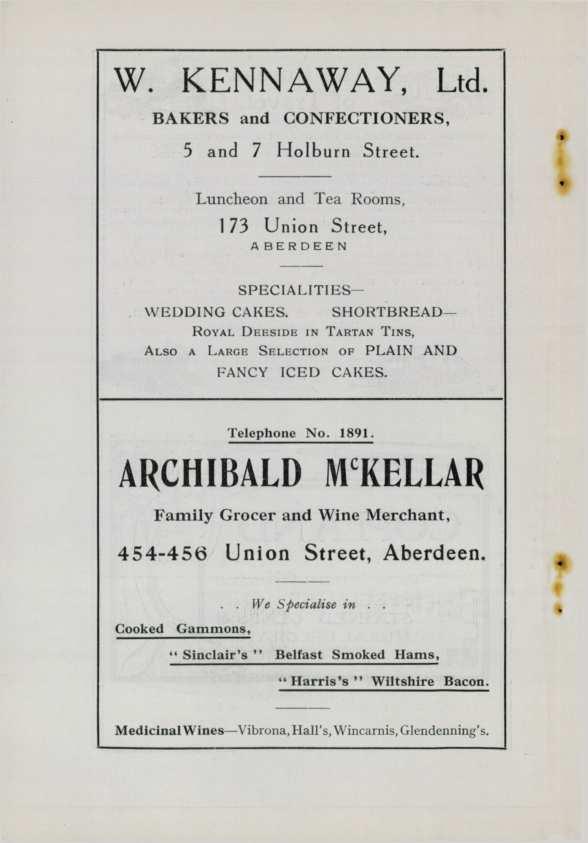 W. KENNAWAY, Ltd.
BAKERS and CONFECTIONERS,
5 and 7 Holburn Street.
Luncheon and Tea Rooms,
173 Union Street,
ABERDEEN
SPECIALITIES—
WEDDING CAKES. SHORTBREAD—
ROYAL DEESIDE IN TARTAN TINS,
ALSO A LARGE SELECTION OF PLAIN AND
FANCY ICED CAKES.
Telephone No. 1891.
ARCHIBALD McKELLAR
Family Grocer and Wine Merchant,
454-456 Union Street, Aberdeen.
. . We Specialise in . .
Cooked Gammons,
"Sinclair's" Belfast Smoked Hams,
"Harris's" Wiltshire Bacon.
Medicinal Wines—Vibrona, Hall's, Wincarnis, Glendenning's.